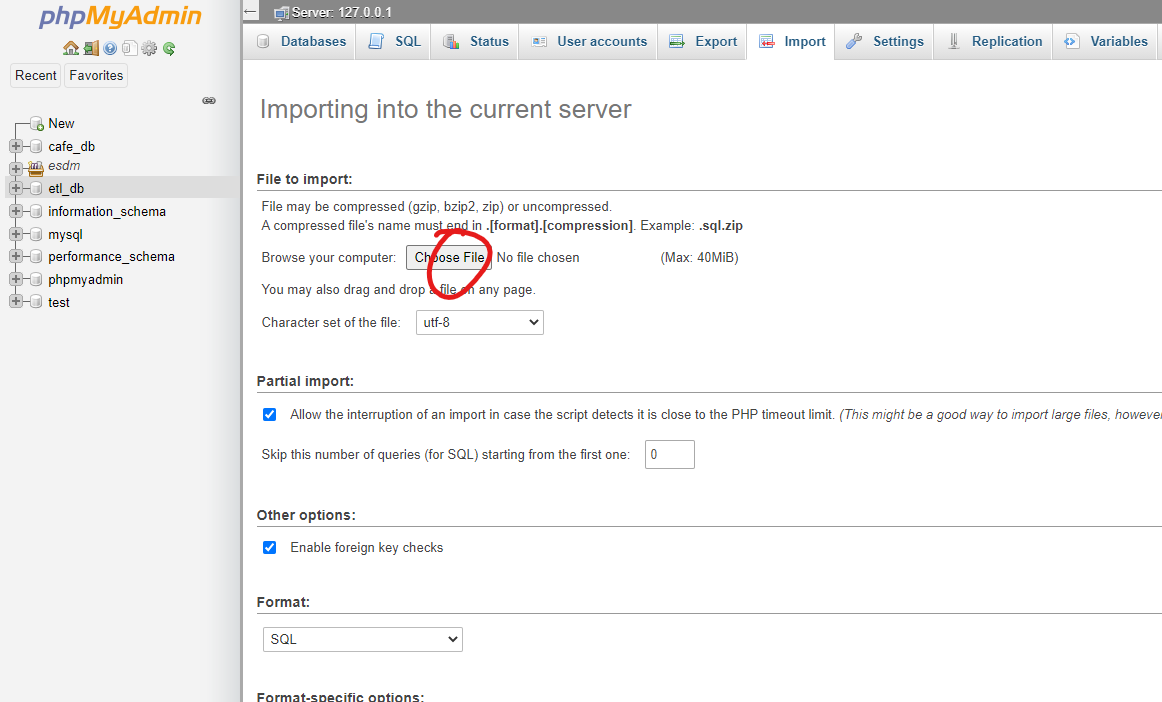 phpMyAdmin
Recent Favorites
New
cafe_db
esdm
etl_db
information_schema
mysql
performance_schema
phpmyadmin
test
Server: 127.0.0.1
Databases SQL Status User accounts Export Import Settings Replication Variables
Importing into the current server
File to import:
File may be compressed (gzip, bzip2, zip) or uncompressed.
A compressed file's name must end in .[format].[compression]. Example: .sql.zip
Browse your computer: Choose File No file chosen (Max: 40MiB)
You may also drag and drop a file on any page.
Character set of the file: utf-8
Partial import:
Allow the interruption of an import in case the script detects it is close to the PHP timeout limit. (This might be a good way to import large files, however
Skip this number of queries (for SQL) starting from the first one: 0
Other options:
Enable foreign key checks
Format:
SQL
Format-specific options: